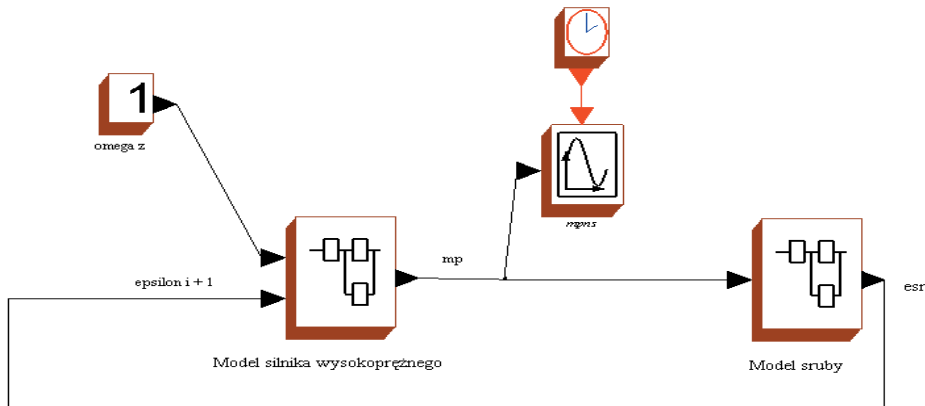 1
omega z
mpns
mp
epsilon i + 1
esr
Model silnika wysokoprężnego
Model sruby